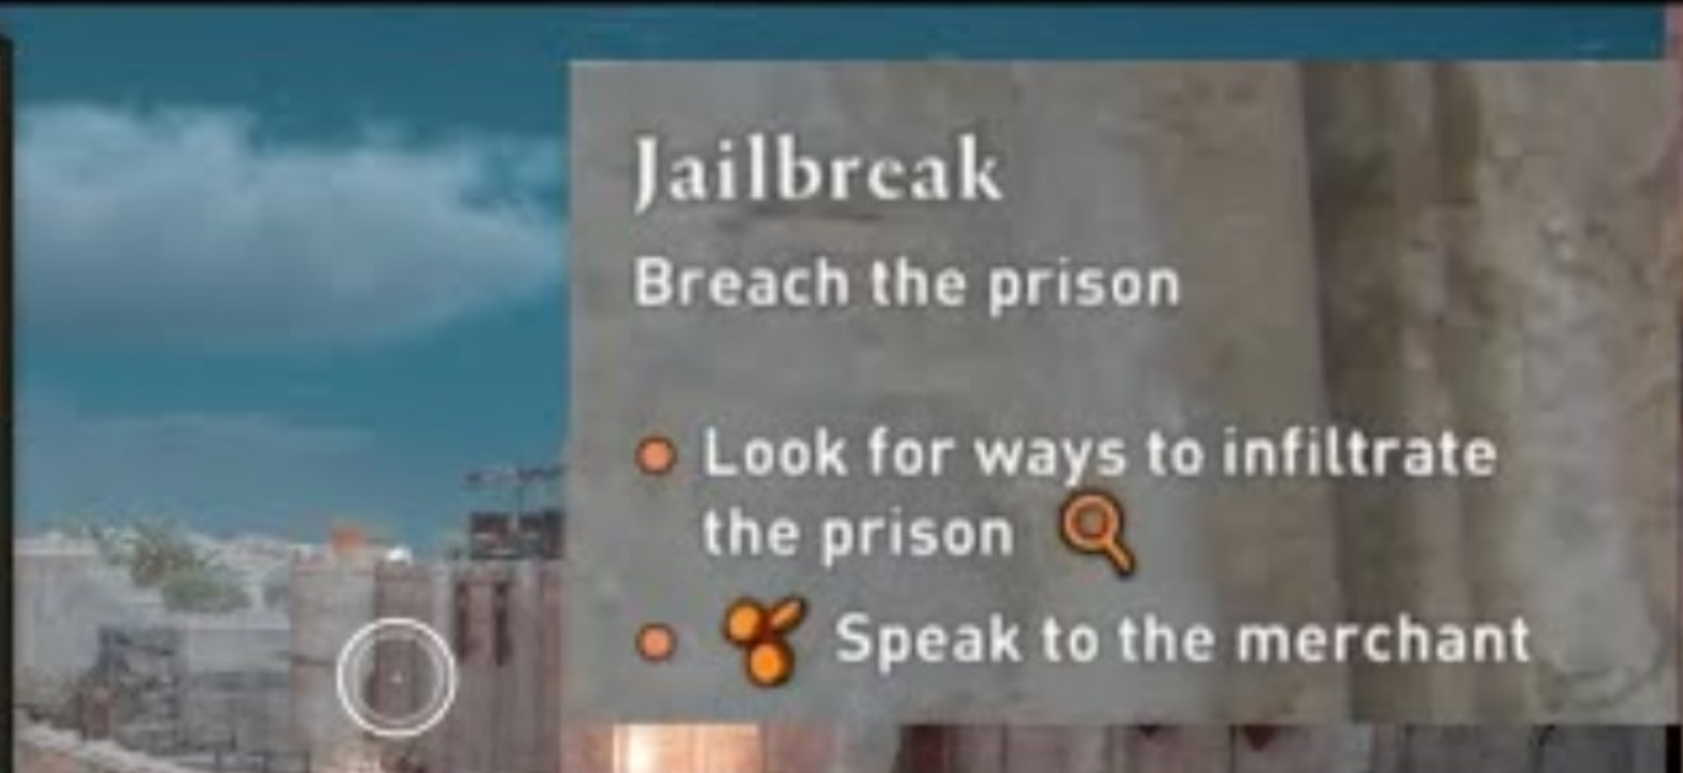 Jailbreak
Breach the prison
Look for ways to infiltrate
the prison
Speak to the merchant